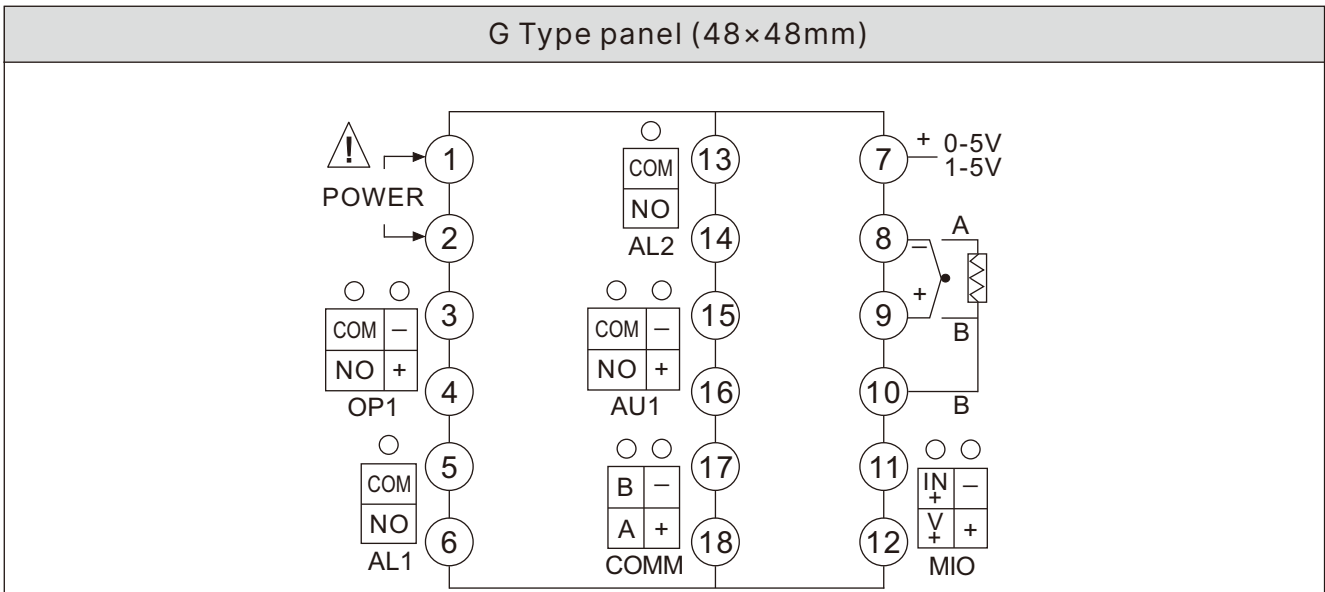 G Type panel (48×48mm)
!
POWER
1
2
COM –
NO +
OP1
3
4
COM
NO
AL1
5
6
COM
NO
AL2
13
14
COM –
NO +
AU1
15
16
B –
A +
COMM
17
18
7
+ 0-5V
1-5V
8
– A
9
+ B
10
B
11
12
IN + –
V + +
MIO